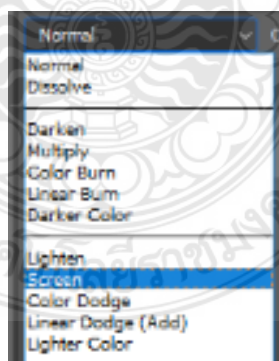 Normal
Normal
Dissolve
Darken
Multiply
Color Burn
Linear Burn
Darker Color
Lighten
Screen
Color Dodge
Linear Dodge (Add)
Lighter Color